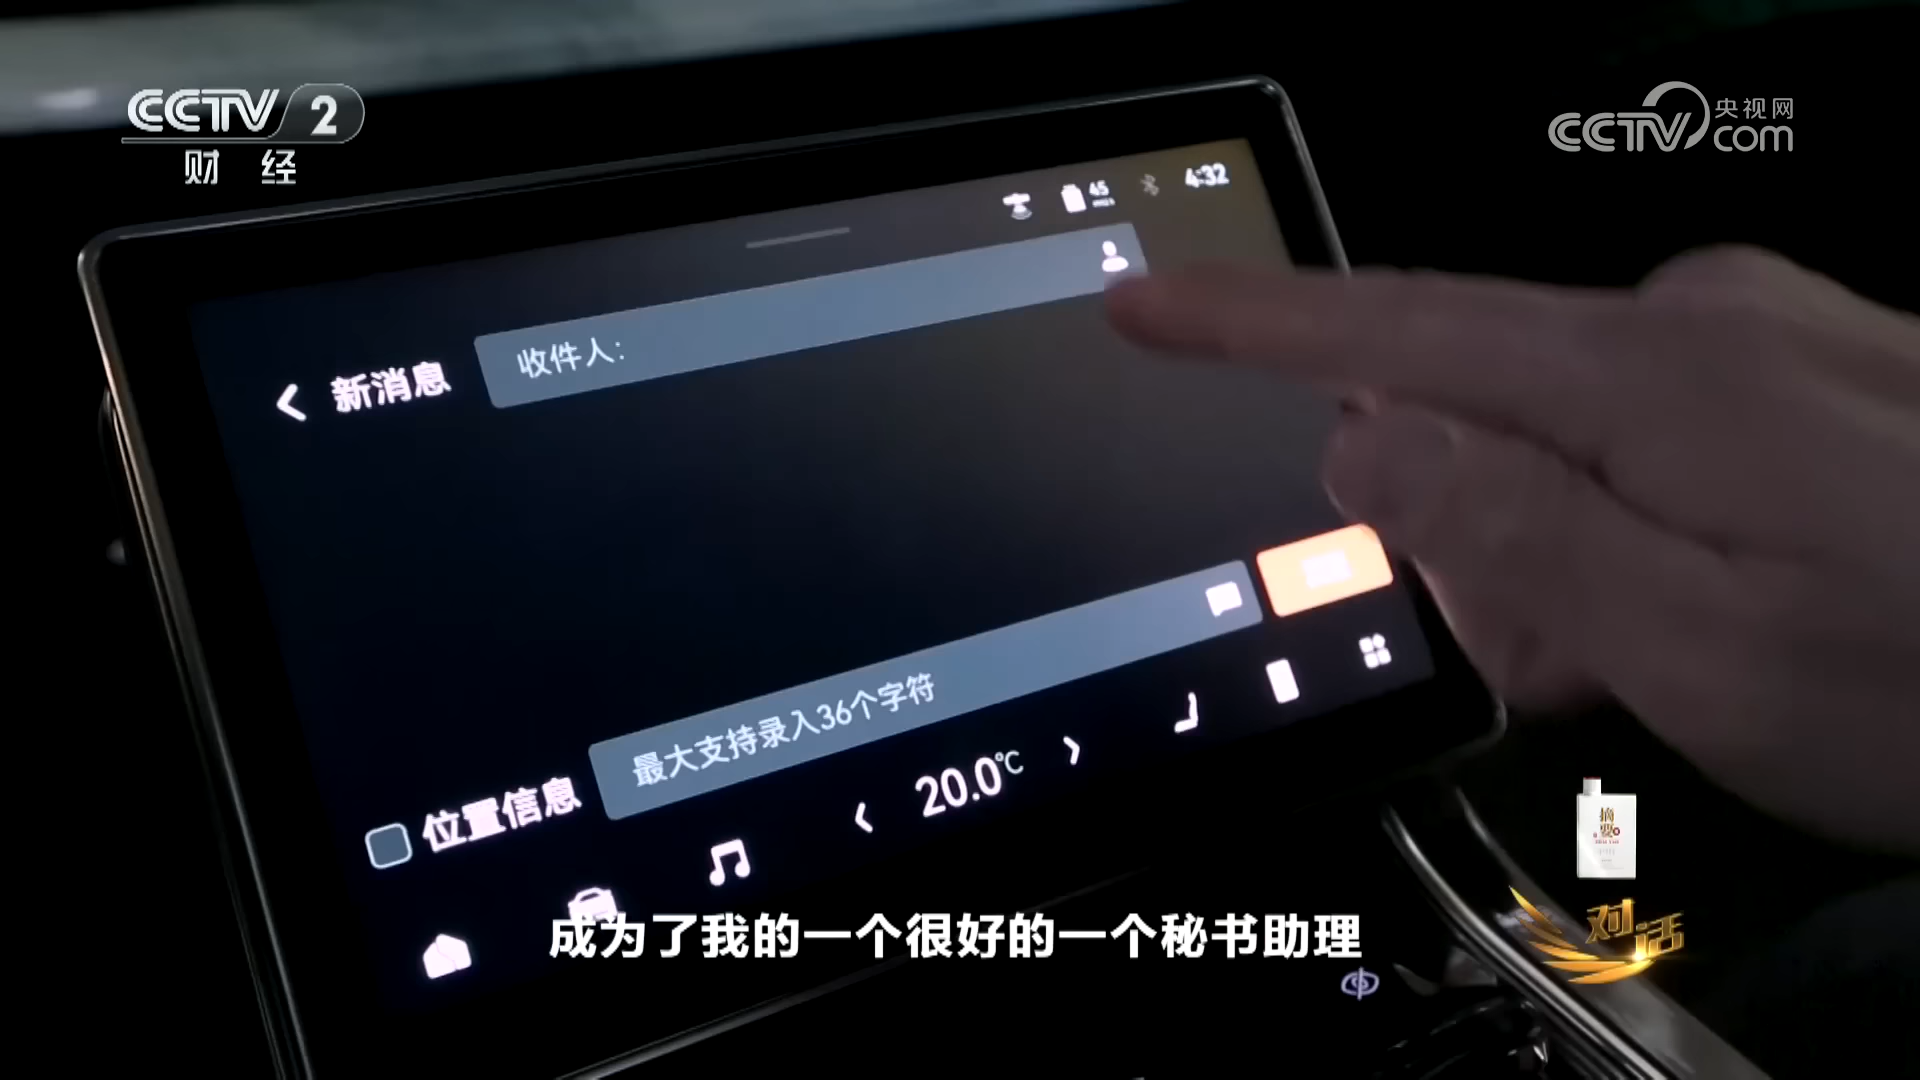 CCTV 2
财 经
央视网
CCTV.com
45
4:32
收件人:
新消息
最大支持录入36个字符
位置信息
20.0℃
摘要
成为了我的一个很好的一个秘书助理
对话